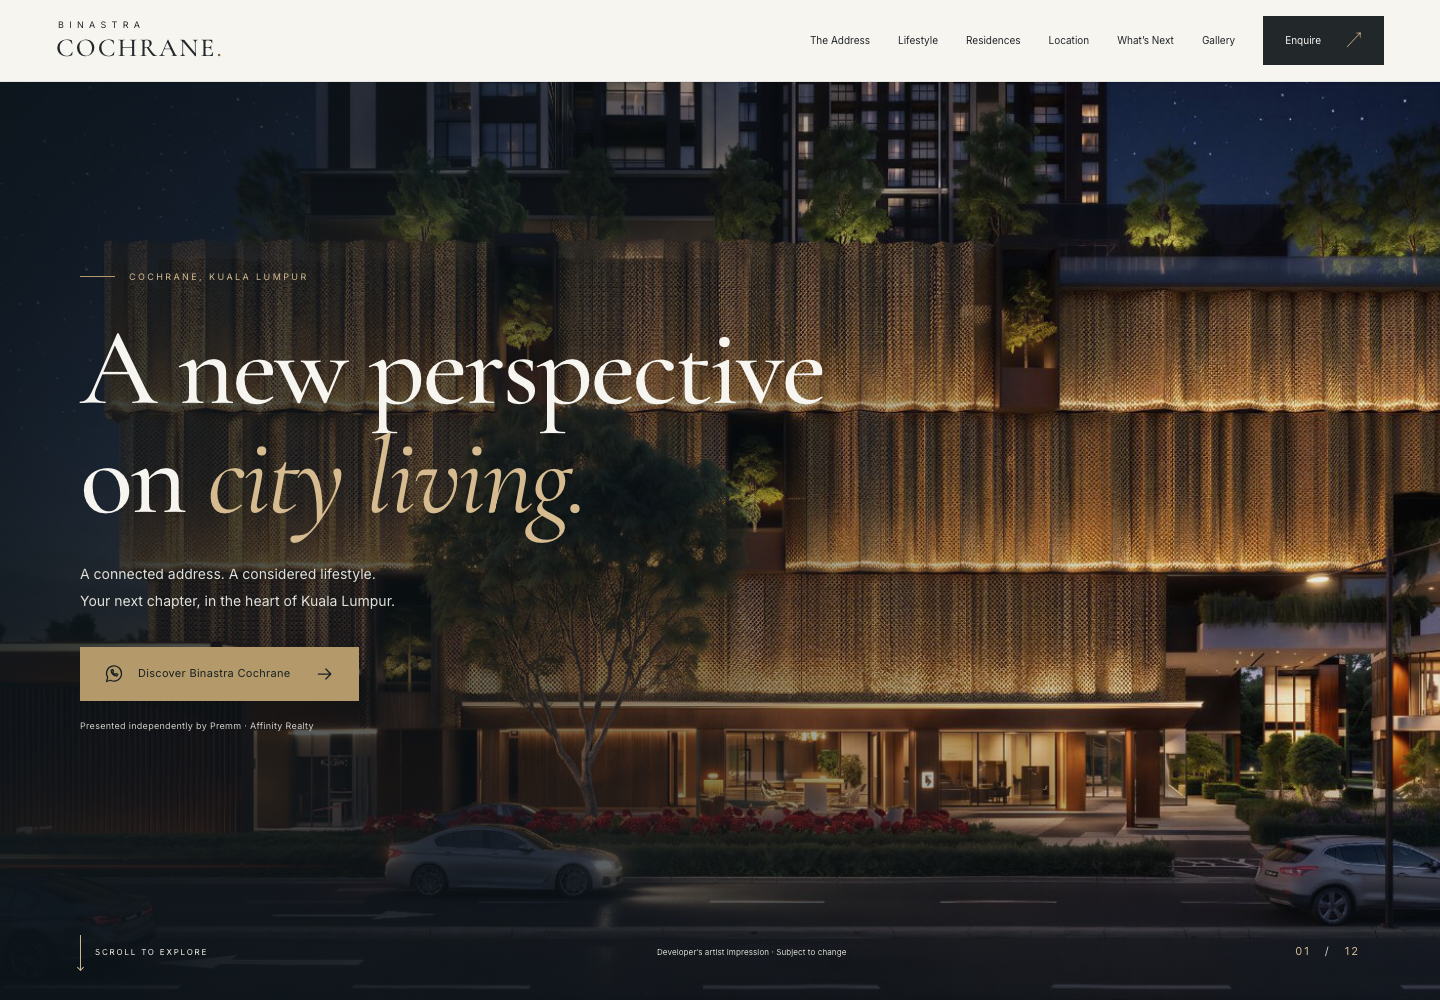 BINASTRA
COCHRANE.
The Address
Lifestyle
Residences
Location
What's Next
Gallery
Enquire
COCHRANE, KUALA LUMPUR
A new perspective
on city living.
A connected address. A considered lifestyle.
Your next chapter, in the heart of Kuala Lumpur.
Discover Binastra Cochrane
Presented independently by Premm · Affinity Realty
SCROLL TO EXPLORE
Developer's artist impression · Subject to change
01 / 12